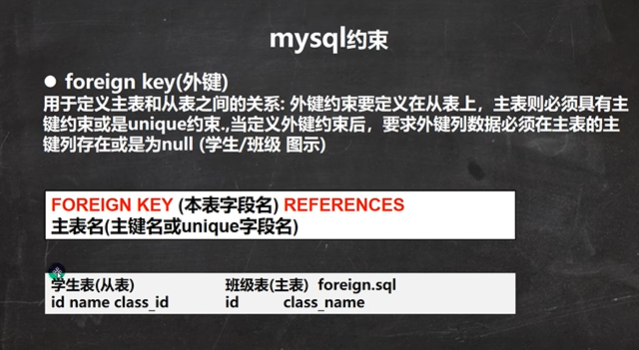 mysql约束
● foreign key(外键)
用于定义主表和从表之间的关系: 外键约束要定义在从表上，主表则必须具有主
键约束或是unique约束.,当定义外键约束后，要求外键列数据必须在主表的主
键列存在或是为null (学生/班级 图示)
FOREIGN KEY (本表字段名) REFERENCES
主表名(主键名或unique字段名)
学生表(从表) 班级表(主表) foreign.sql
id name class_id id class_name